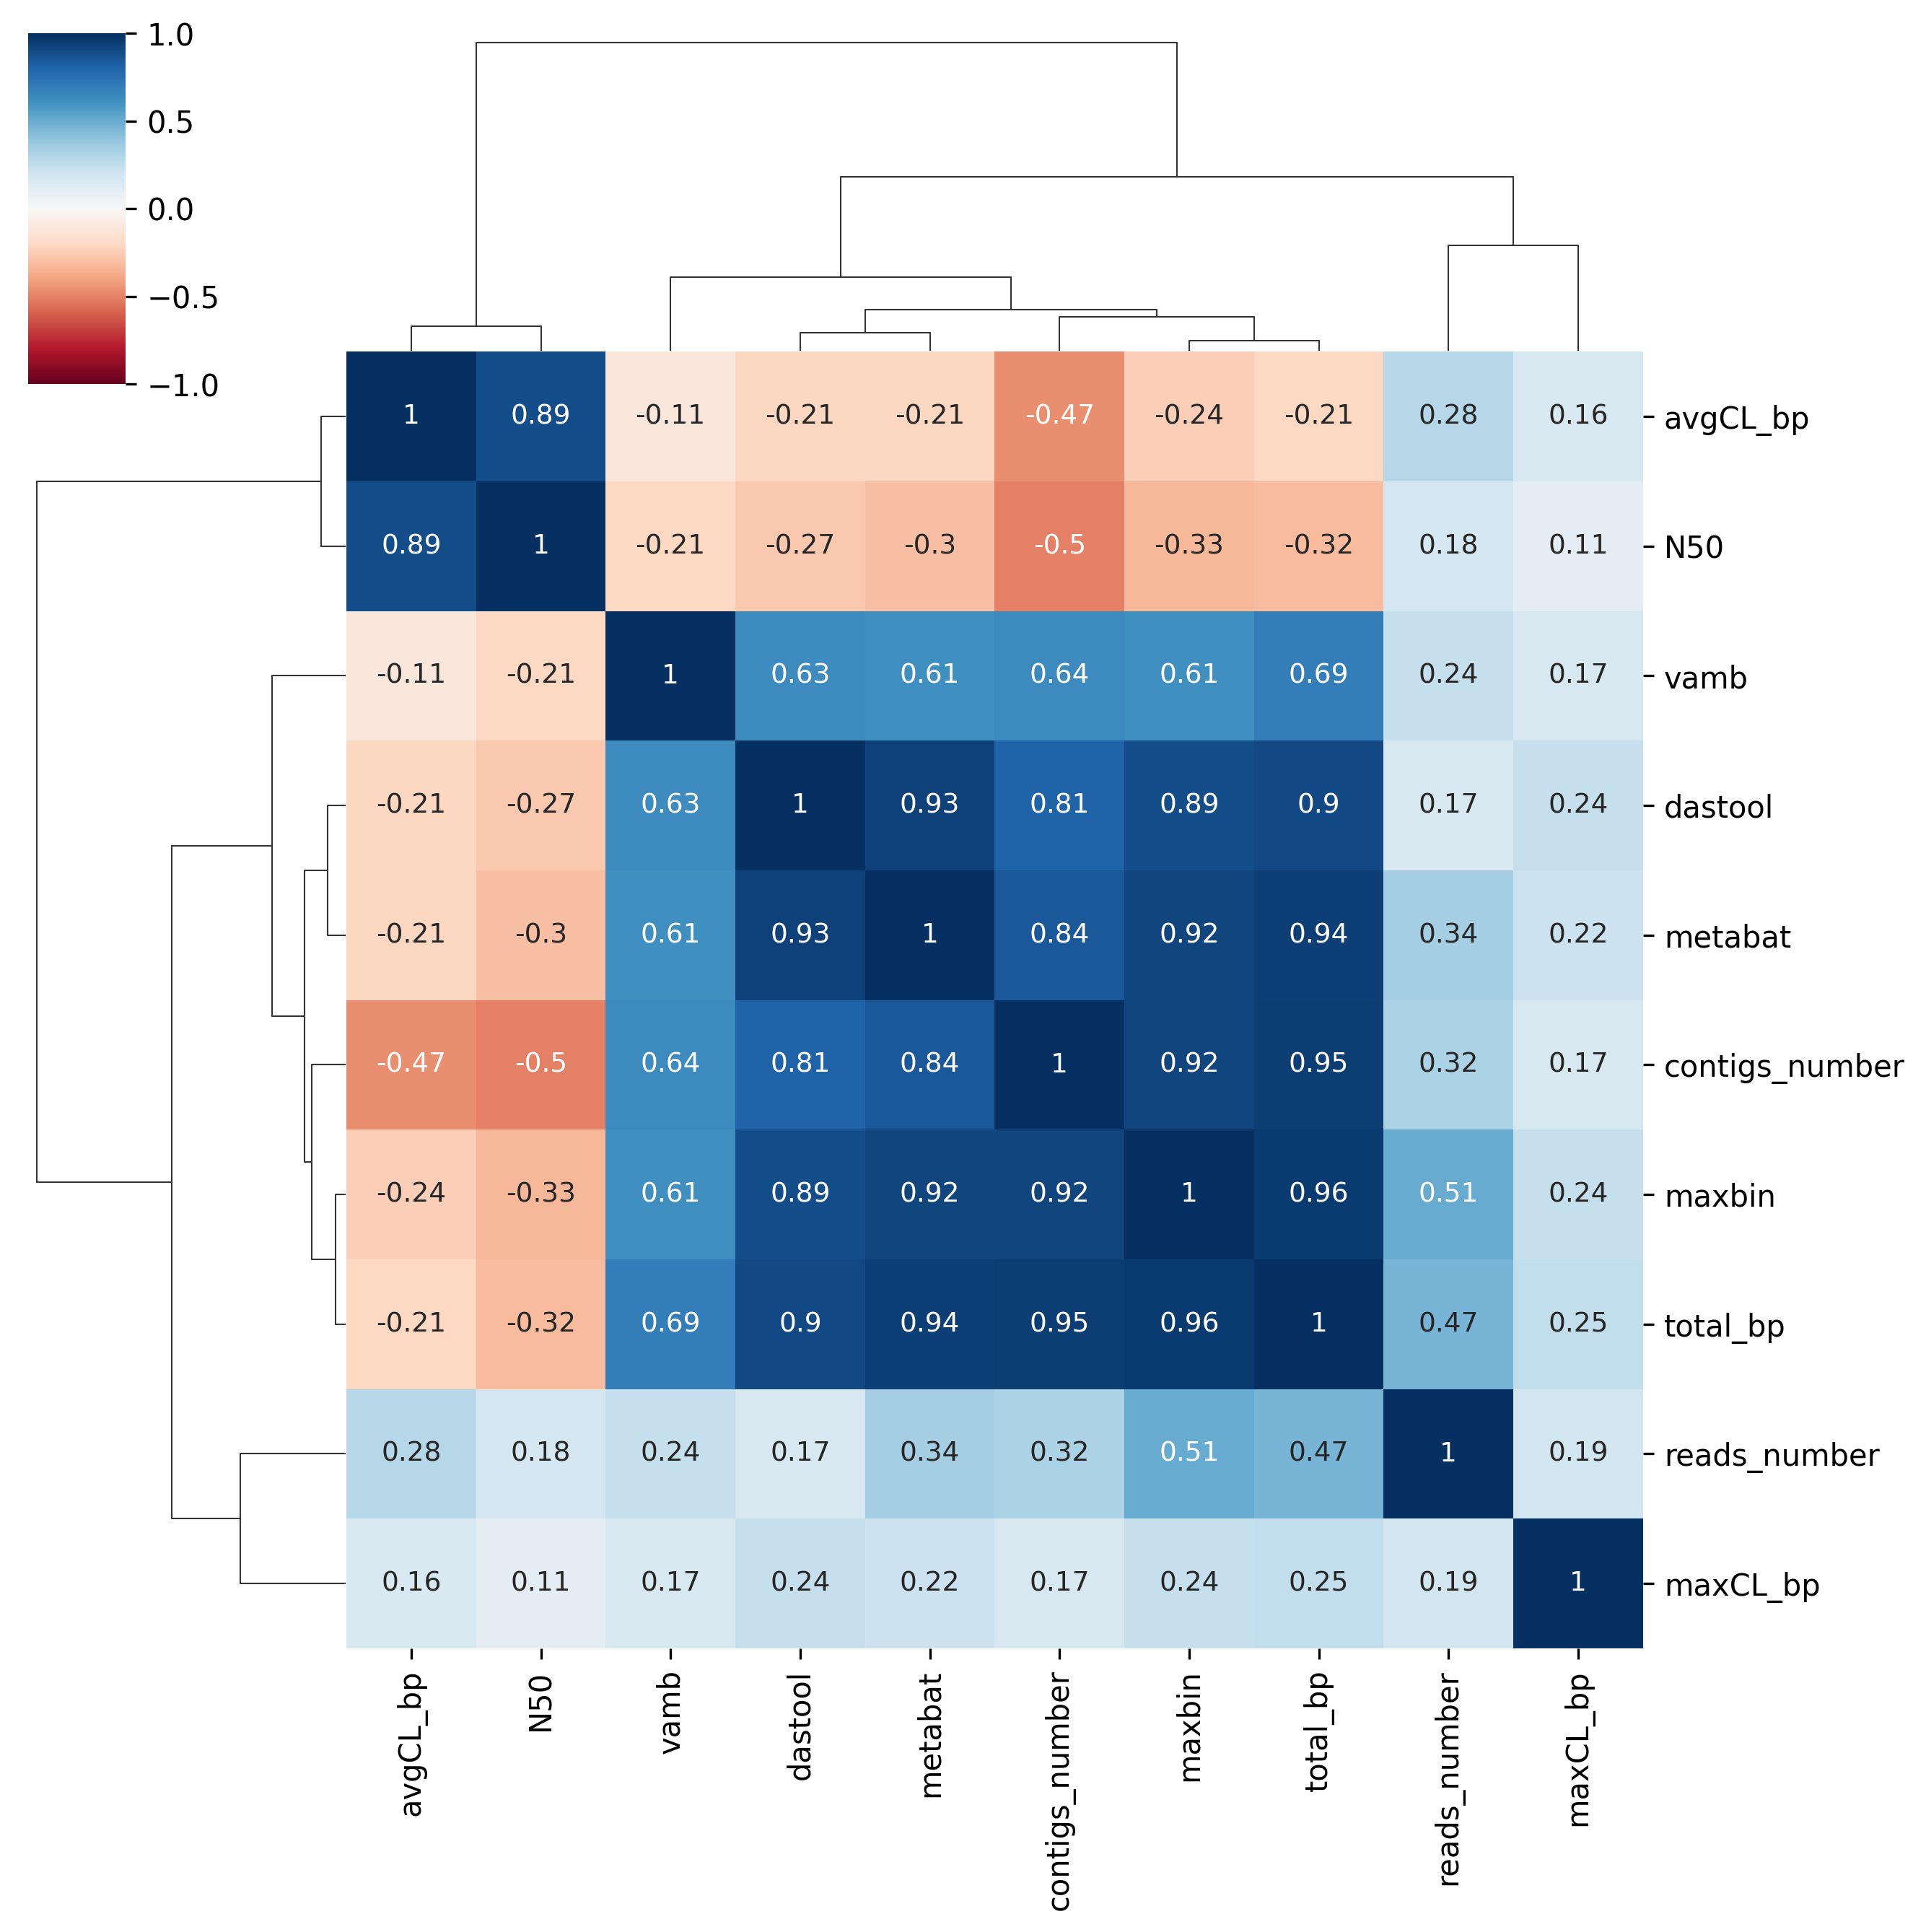 1.0
0.5
0.0
−0.5
−1.0
1 0.89 -0.11 -0.21 -0.21 -0.47 -0.24 -0.21 0.28 0.16 avgCL_bp
0.89 1 -0.21 -0.27 -0.3 -0.5 -0.33 -0.32 0.18 0.11 N50
-0.11 -0.21 1 0.63 0.61 0.64 0.61 0.69 0.24 0.17 vamb
-0.21 -0.27 0.63 1 0.93 0.81 0.89 0.9 0.17 0.24 dastool
-0.21 -0.3 0.61 0.93 1 0.84 0.92 0.94 0.34 0.22 metabat
-0.47 -0.5 0.64 0.81 0.84 1 0.92 0.95 0.32 0.17 contigs_number
-0.24 -0.33 0.61 0.89 0.92 0.92 1 0.96 0.51 0.24 maxbin
-0.21 -0.32 0.69 0.9 0.94 0.95 0.96 1 0.47 0.25 total_bp
0.28 0.18 0.24 0.17 0.34 0.32 0.51 0.47 1 0.19 reads_number
0.16 0.11 0.17 0.24 0.22 0.17 0.24 0.25 0.19 1 maxCL_bp
avgCL_bp
N50
vamb
dastool
metabat
contigs_number
maxbin
total_bp
reads_number
maxCL_bp